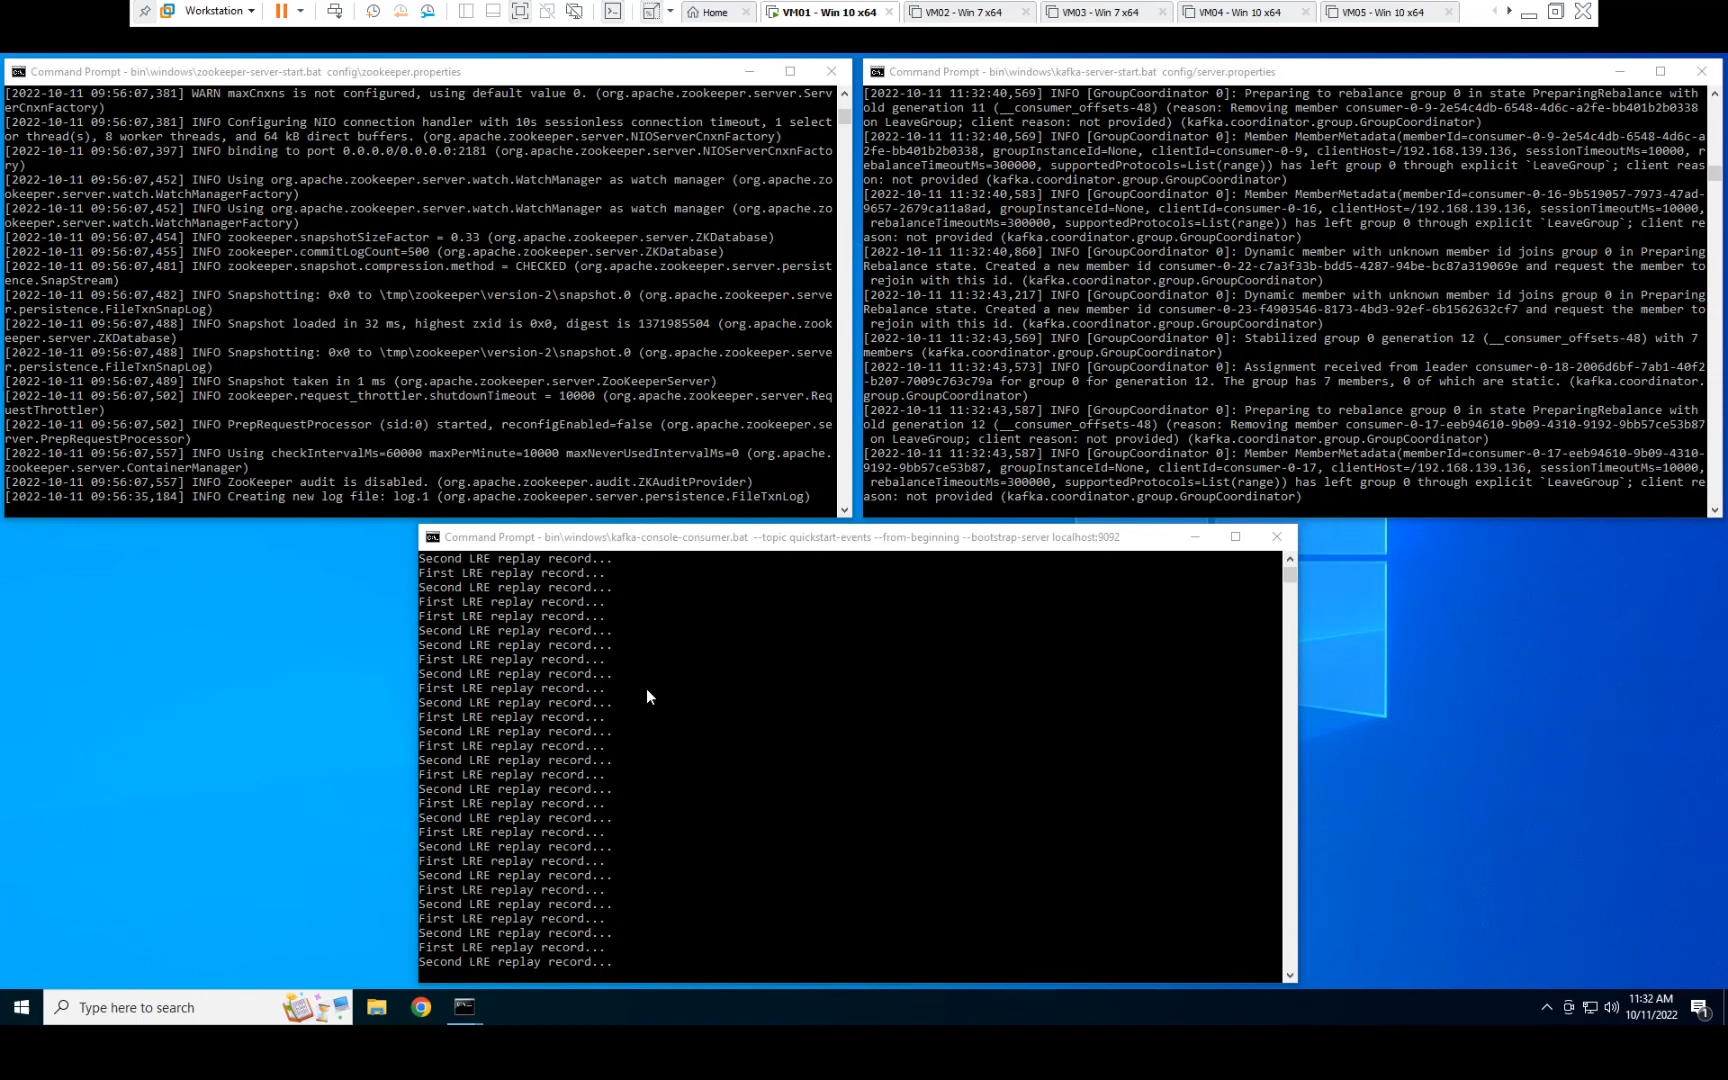 Workstation
Home
VM01 - Win 10 x64
VM02 - Win 7 x64
VM03 - Win 7 x64
VM04 - Win 10 x64
VM05 - Win 10 x64
Command Prompt - bin\windows\zookeeper-server-start.bat config\zookeeper.properties
[2022-10-11 09:56:07,381] WARN maxCnxns is not configured, using default value 0. (org.apache.zookeeper.server.Serv
erCnxnFactory)
[2022-10-11 09:56:07,381] INFO Configuring NIO connection handler with 10s sessionless connection timeout, 1 select
or thread(s), 8 worker threads, and 64 kB direct buffers. (org.apache.zookeeper.server.NIOServerCnxnFactory)
[2022-10-11 09:56:07,397] INFO binding to port 0.0.0.0/0.0.0.0:2181 (org.apache.zookeeper.server.NIOServerCnxnFacto
ry)
[2022-10-11 09:56:07,452] INFO Using org.apache.zookeeper.server.watch.WatchManager as watch manager (org.apache.zo
okeeper.server.watch.WatchManagerFactory)
[2022-10-11 09:56:07,452] INFO Using org.apache.zookeeper.server.watch.WatchManager as watch manager (org.apache.zo
okeeper.server.watch.WatchManagerFactory)
[2022-10-11 09:56:07,454] INFO zookeeper.snapshotSizeFactor = 0.33 (org.apache.zookeeper.server.ZKDatabase)
[2022-10-11 09:56:07,455] INFO zookeeper.commitLogCount=500 (org.apache.zookeeper.server.ZKDatabase)
[2022-10-11 09:56:07,481] INFO zookeeper.snapshot.compression.method = CHECKED (org.apache.zookeeper.server.persist
ence.SnapStream)
[2022-10-11 09:56:07,482] INFO Snapshotting: 0x0 to \tmp\zookeeper\version-2\snapshot.0 (org.apache.zookeeper.serve
r.persistence.FileTxnSnapLog)
[2022-10-11 09:56:07,488] INFO Snapshot loaded in 32 ms, highest zxid is 0x0, digest is 1371985504 (org.apache.zook
eeper.server.ZKDatabase)
[2022-10-11 09:56:07,488] INFO Snapshotting: 0x0 to \tmp\zookeeper\version-2\snapshot.0 (org.apache.zookeeper.serve
r.persistence.FileTxnSnapLog)
[2022-10-11 09:56:07,489] INFO Snapshot taken in 1 ms (org.apache.zookeeper.server.ZooKeeperServer)
[2022-10-11 09:56:07,502] INFO zookeeper.request_throttler.shutdownTimeout = 10000 (org.apache.zookeeper.server.Req
uestThrottler)
[2022-10-11 09:56:07,502] INFO PrepRequestProcessor (sid:0) started, reconfigEnabled=false (org.apache.zookeeper.se
rver.PrepRequestProcessor)
[2022-10-11 09:56:07,557] INFO Using checkIntervalMs=60000 maxPerMinute=10000 maxNeverUsedIntervalMs=0 (org.apache.
zookeeper.server.ContainerManager)
[2022-10-11 09:56:07,557] INFO ZooKeeper audit is disabled. (org.apache.zookeeper.audit.ZKAuditProvider)
[2022-10-11 09:56:35,184] INFO Creating new log file: log.1 (org.apache.zookeeper.server.persistence.FileTxnLog)
Command Prompt - bin\windows\kafka-server-start.bat config/server.properties
[2022-10-11 11:32:40,569] INFO [GroupCoordinator 0]: Preparing to rebalance group 0 in state PreparingRebalance with
old generation 11 (__consumer_offsets-48) (reason: Removing member consumer-0-9-2e54c4db-6548-4d6c-a2fe-bb401b2b0338
on LeaveGroup; client reason: not provided) (kafka.coordinator.group.GroupCoordinator)
[2022-10-11 11:32:40,569] INFO [GroupCoordinator 0]: Member MemberMetadata(memberId=consumer-0-9-2e54c4db-6548-4d6c-a
2fe-bb401b2b0338, groupInstanceId=None, clientId=consumer-0-9, clientHost=/192.168.139.136, sessionTimeoutMs=10000, r
ebalanceTimeoutMs=300000, supportedProtocols=List(range)) has left group 0 through explicit `LeaveGroup`; client reas
on: not provided (kafka.coordinator.group.GroupCoordinator)
[2022-10-11 11:32:40,583] INFO [GroupCoordinator 0]: Member MemberMetadata(memberId=consumer-0-16-9b519057-7973-47ad-
9657-2679ca11a8ad, groupInstanceId=None, clientId=consumer-0-16, clientHost=/192.168.139.136, sessionTimeoutMs=10000,
rebalanceTimeoutMs=300000, supportedProtocols=List(range)) has left group 0 through explicit `LeaveGroup`; client re
ason: not provided (kafka.coordinator.group.GroupCoordinator)
[2022-10-11 11:32:40,860] INFO [GroupCoordinator 0]: Dynamic member with unknown member id joins group 0 in Preparing
Rebalance state. Created a new member id consumer-0-22-c7a3f33b-bdd5-4287-94be-bc87a319069e and request the member to
rejoin with this id. (kafka.coordinator.group.GroupCoordinator)
[2022-10-11 11:32:43,217] INFO [GroupCoordinator 0]: Dynamic member with unknown member id joins group 0 in Preparing
Rebalance state. Created a new member id consumer-0-23-f4903546-8173-4bd3-92ef-6b1562632cf7 and request the member to
rejoin with this id. (kafka.coordinator.group.GroupCoordinator)
[2022-10-11 11:32:43,569] INFO [GroupCoordinator 0]: Stabilized group 0 generation 12 (__consumer_offsets-48) with 7
members (kafka.coordinator.group.GroupCoordinator)
[2022-10-11 11:32:43,573] INFO [GroupCoordinator 0]: Assignment received from leader consumer-0-18-2006d6bf-7ab1-40f2
-b207-7009c763c79a for group 0 for generation 12. The group has 7 members, 0 of which are static. (kafka.coordinator.
group.GroupCoordinator)
[2022-10-11 11:32:43,587] INFO [GroupCoordinator 0]: Preparing to rebalance group 0 in state PreparingRebalance with
old generation 12 (__consumer_offsets-48) (reason: Removing member consumer-0-17-eeb94610-9b09-4310-9192-9bb57ce53b87
on LeaveGroup; client reason: not provided) (kafka.coordinator.group.GroupCoordinator)
[2022-10-11 11:32:43,587] INFO [GroupCoordinator 0]: Member MemberMetadata(memberId=consumer-0-17-eeb94610-9b09-4310-
9192-9bb57ce53b87, groupInstanceId=None, clientId=consumer-0-17, clientHost=/192.168.139.136, sessionTimeoutMs=10000,
rebalanceTimeoutMs=300000, supportedProtocols=List(range)) has left group 0 through explicit `LeaveGroup`; client re
ason: not provided (kafka.coordinator.group.GroupCoordinator)
Command Prompt - bin\windows\kafka-console-consumer.bat --topic quickstart-events --from-beginning --bootstrap-server localhost:9092
Second LRE replay record...
First LRE replay record...
Second LRE replay record...
First LRE replay record...
First LRE replay record...
Second LRE replay record...
Second LRE replay record...
First LRE replay record...
Second LRE replay record...
First LRE replay record...
Second LRE replay record...
First LRE replay record...
Second LRE replay record...
First LRE replay record...
Second LRE replay record...
First LRE replay record...
Second LRE replay record...
First LRE replay record...
Second LRE replay record...
First LRE replay record...
Second LRE replay record...
First LRE replay record...
Second LRE replay record...
First LRE replay record...
Second LRE replay record...
First LRE replay record...
Second LRE replay record...
First LRE replay record...
Second LRE replay record...
Type here to search
11:32 AM
10/11/2022
1